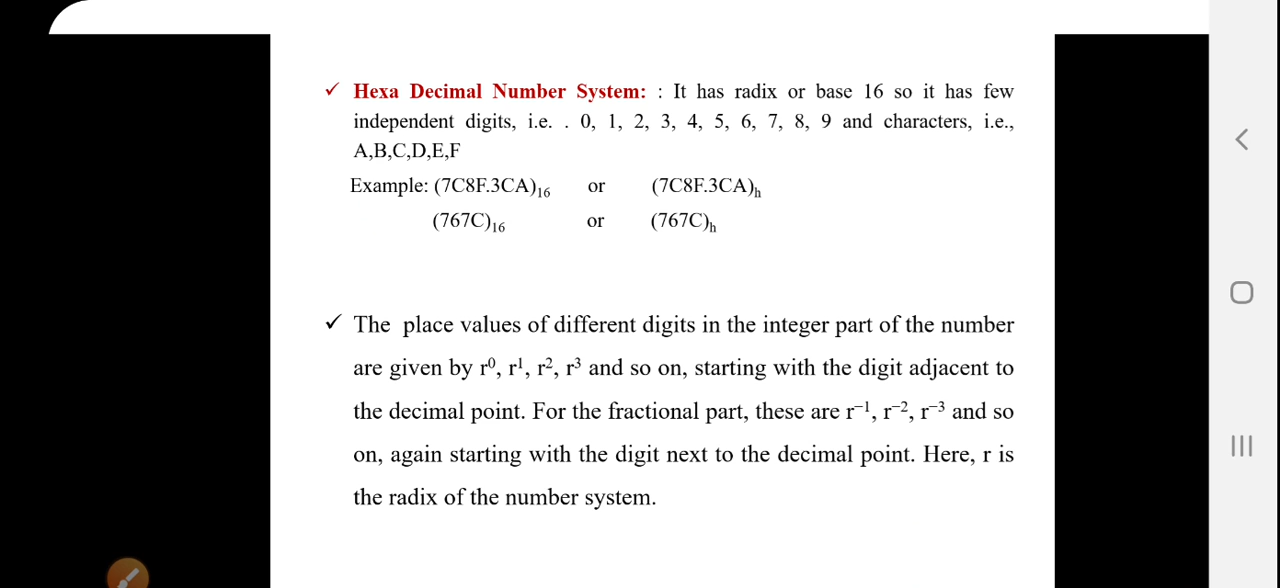 ✓ Hexa Decimal Number System: : It has radix or base 16 so it has few
independent digits, i.e. . 0, 1, 2, 3, 4, 5, 6, 7, 8, 9 and characters, i.e.,
A,B,C,D,E,F
Example: (7C8F.3CA)₁₆ or (7C8F.3CA)ₕ
(767C)₁₆ or (767C)ₕ
✓ The place values of different digits in the integer part of the number
are given by r⁰, r¹, r², r³ and so on, starting with the digit adjacent to
the decimal point. For the fractional part, these are r⁻¹, r⁻², r⁻³ and so
on, again starting with the digit next to the decimal point. Here, r is
the radix of the number system.